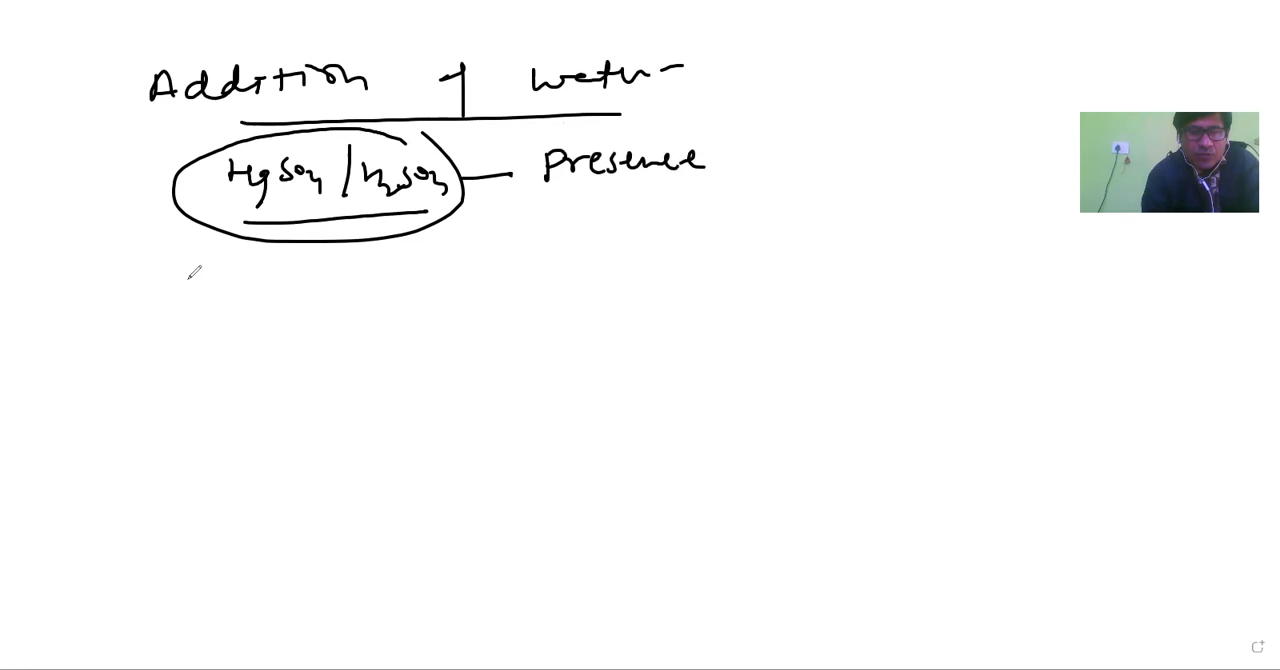 Addition of water
HgSO4/H2SO4 — Presence